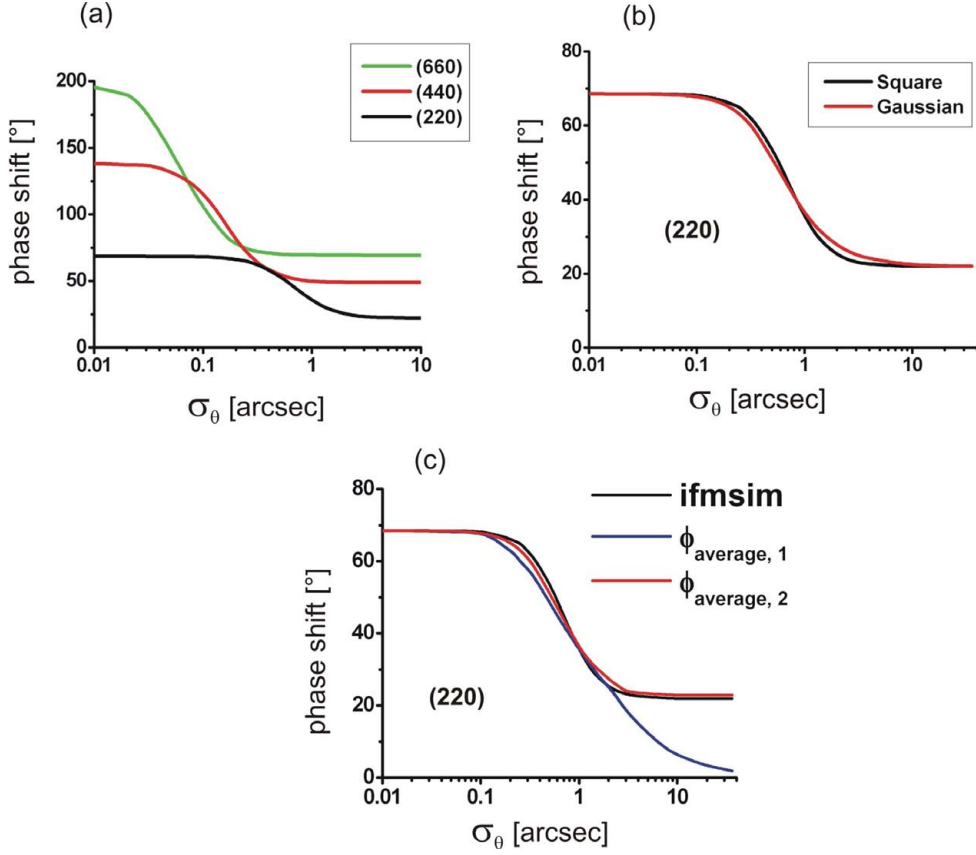 (a)
(660)
(440)
(220)
200
150
100
50
0
phase shift [°]
0.01 0.1 1 10
σθ [arcsec]
(b)
Square
Gaussian
80
60
40
20
0
phase shift [°]
(220)
0.01 0.1 1 10
σθ [arcsec]
(c)
ifmsim
ϕaverage, 1
ϕaverage, 2
80
60
40
20
0
phase shift [°]
(220)
0.01 0.1 1 10
σθ [arcsec]